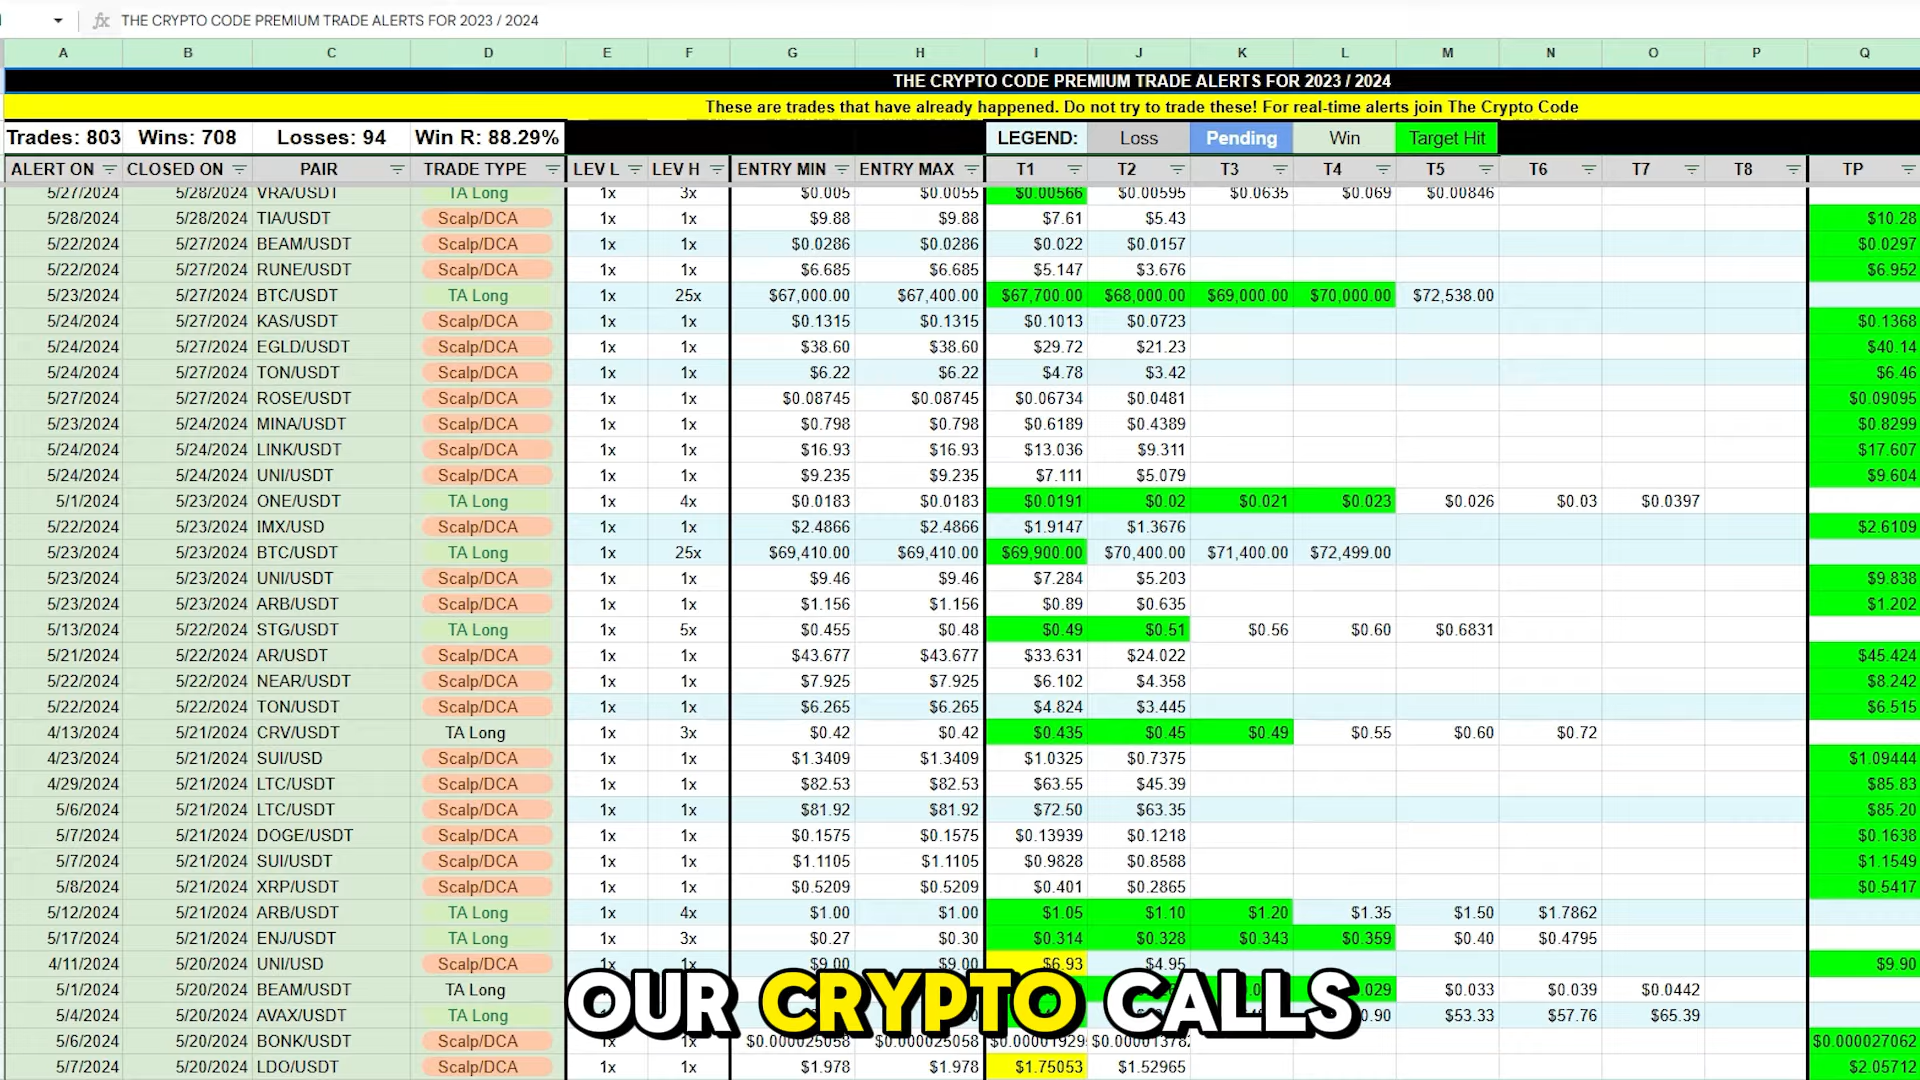 fx THE CRYPTO CODE PREMIUM TRADE ALERTS FOR 2023 / 2024
A B C D E F G H I J K L M N O P Q
THE CRYPTO CODE PREMIUM TRADE ALERTS FOR 2023 / 2024
These are trades that have already happened. Do not try to trade these! For real-time alerts join The Crypto Code
Trades: 803 Wins: 708 Losses: 94 Win R: 88.29% LEGEND: Loss Pending Win Target Hit
ALERT ON CLOSED ON PAIR TRADE TYPE LEV L LEV H ENTRY MIN ENTRY MAX T1 T2 T3 T4 T5 T6 T7 T8 TP
5/27/2024 5/28/2024 VRA/USDT TA Long 1x 3x $0.005 $0.0055 $0.00566 $0.00595 $0.0635 $0.069 $0.00846
5/28/2024 5/28/2024 TIA/USDT Scalp/DCA 1x 1x $9.88 $9.88 $7.61 $5.43 $10.28
5/22/2024 5/27/2024 BEAM/USDT Scalp/DCA 1x 1x $0.0286 $0.0286 $0.022 $0.0157 $0.0297
5/22/2024 5/27/2024 RUNE/USDT Scalp/DCA 1x 1x $6.685 $6.685 $5.147 $3.676 $6.952
5/23/2024 5/27/2024 BTC/USDT TA Long 1x 25x $67,000.00 $67,400.00 $67,700.00 $68,000.00 $69,000.00 $70,000.00 $72,538.00
5/24/2024 5/27/2024 KAS/USDT Scalp/DCA 1x 1x $0.1315 $0.1315 $0.1013 $0.0723 $0.1368
5/24/2024 5/27/2024 EGLD/USDT Scalp/DCA 1x 1x $38.60 $38.60 $29.72 $21.23 $40.14
5/24/2024 5/27/2024 TON/USDT Scalp/DCA 1x 1x $6.22 $6.22 $4.78 $3.42 $6.46
5/27/2024 5/27/2024 ROSE/USDT Scalp/DCA 1x 1x $0.08745 $0.08745 $0.06734 $0.0481 $0.09095
5/23/2024 5/24/2024 MINA/USDT Scalp/DCA 1x 1x $0.798 $0.798 $0.6189 $0.4389 $0.8299
5/24/2024 5/24/2024 LINK/USDT Scalp/DCA 1x 1x $16.93 $16.93 $13.036 $9.311 $17.607
5/24/2024 5/24/2024 UNI/USDT Scalp/DCA 1x 1x $9.235 $9.235 $7.111 $5.079 $9.604
5/1/2024 5/23/2024 ONE/USDT TA Long 1x 4x $0.0183 $0.0183 $0.0191 $0.02 $0.021 $0.023 $0.026 $0.03 $0.0397
5/22/2024 5/23/2024 IMX/USD Scalp/DCA 1x 1x $2.4866 $2.4866 $1.9147 $1.3676 $2.6109
5/23/2024 5/23/2024 BTC/USDT TA Long 1x 25x $69,410.00 $69,410.00 $69,900.00 $70,400.00 $71,400.00 $72,499.00
5/23/2024 5/23/2024 UNI/USDT Scalp/DCA 1x 1x $9.46 $9.46 $7.284 $5.203 $9.838
5/23/2024 5/23/2024 ARB/USDT Scalp/DCA 1x 1x $1.156 $1.156 $0.89 $0.635 $1.202
5/13/2024 5/22/2024 STG/USDT TA Long 1x 5x $0.455 $0.48 $0.49 $0.51 $0.56 $0.60 $0.6831
5/21/2024 5/22/2024 AR/USDT Scalp/DCA 1x 1x $43.677 $43.677 $33.631 $24.022 $45.424
5/22/2024 5/22/2024 NEAR/USDT Scalp/DCA 1x 1x $7.925 $7.925 $6.102 $4.358 $8.242
5/22/2024 5/22/2024 TON/USDT Scalp/DCA 1x 1x $6.265 $6.265 $4.824 $3.445 $6.515
4/13/2024 5/21/2024 CRV/USDT TA Long 1x 3x $0.42 $0.42 $0.435 $0.45 $0.49 $0.55 $0.60 $0.72
4/23/2024 5/21/2024 SUI/USD Scalp/DCA 1x 1x $1.3409 $1.3409 $1.0325 $0.7375 $1.09444
4/29/2024 5/21/2024 LTC/USDT Scalp/DCA 1x 1x $82.53 $82.53 $63.55 $45.39 $85.83
5/6/2024 5/21/2024 LTC/USDT Scalp/DCA 1x 1x $81.92 $81.92 $72.50 $63.35 $85.20
5/7/2024 5/21/2024 DOGE/USDT Scalp/DCA 1x 1x $0.1575 $0.1575 $0.13939 $0.1218 $0.1638
5/7/2024 5/21/2024 SUI/USDT Scalp/DCA 1x 1x $1.1105 $1.1105 $0.9828 $0.8588 $1.1549
5/8/2024 5/21/2024 XRP/USDT Scalp/DCA 1x 1x $0.5209 $0.5209 $0.401 $0.2865 $0.5417
5/12/2024 5/21/2024 ARB/USDT TA Long 1x 4x $1.00 $1.00 $1.05 $1.10 $1.20 $1.35 $1.50 $1.7862
5/17/2024 5/21/2024 ENJ/USDT TA Long 1x 3x $0.27 $0.30 $0.314 $0.328 $0.343 $0.359 $0.40 $0.4795
4/11/2024 5/20/2024 UNI/USD Scalp/DCA 1x 1x $9.00 $9.00 $6.93 $4.95 $9.90
5/1/2024 5/20/2024 BEAM/USDT TA Long $0.033 $0.039 $0.0442
OUR CRYPTO CALLS
5/4/2024 5/20/2024 AVAX/USDT TA Long $53.33 $57.76 $65.39
5/6/2024 5/20/2024 BONK/USDT Scalp/DCA 1x 1x $0.000025058 $0.000025058 $0.00001929 $0.00001378 $0.000027062
5/7/2024 5/20/2024 LDO/USDT Scalp/DCA 1x 1x $1.978 $1.978 $1.75053 $1.52965 $2.05712